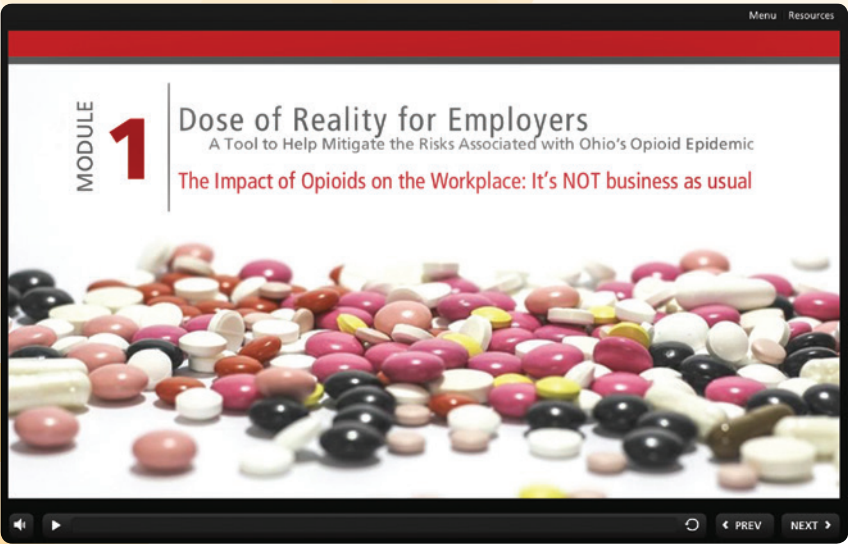 Menu Resources
MODULE
1
Dose of Reality for Employers
A Tool to Help Mitigate the Risks Associated with Ohio's Opioid Epidemic
The Impact of Opioids on the Workplace: It's NOT business as usual
PREV NEXT